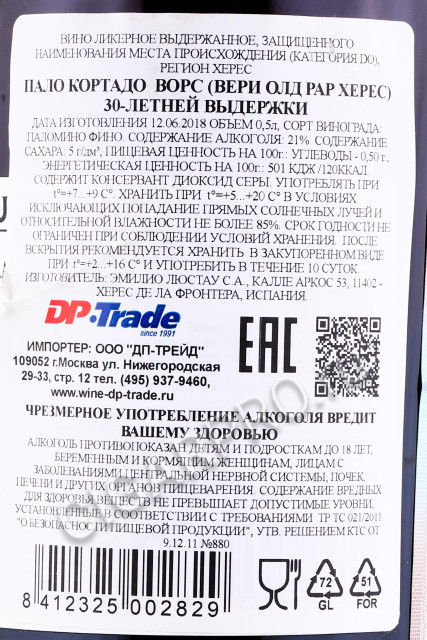 ВИНО ЛИКЕРНОЕ ВЫДЕРЖАННОЕ, ЗАЩИЩЕННОГО
НАИМЕНОВАНИЯ МЕСТА ПРОИСХОЖДЕНИЯ (КАТЕГОРИЯ DO),
РЕГИОН ХЕРЕС
ПАЛО КОРТАДО ВОРС (ВЕРИ ОЛД РАР ХЕРЕС)
30-ЛЕТНЕЙ ВЫДЕРЖКИ
ДАТА ИЗГОТОВЛЕНИЯ 12.06.2018 ОБЪЕМ 0,5л, СОРТ ВИНОГРАДА:
ПАЛОМИНО ФИНО. СОДЕРЖАНИЕ АЛКОГОЛЯ: 21% СОДЕРЖАНИЕ
САХАРА: 5 г/дм³, ПИЩЕВАЯ ЦЕННОСТЬ НА 100г.: УГЛЕВОДЫ - 0,50 г.,
ЭНЕРГЕТИЧЕСКАЯ ЦЕННОСТЬ НА 100г.: 501 КДЖ /120ККАЛ.
СОДЕРЖИТ КОНСЕРВАНТ ДИОКСИД СЕРЫ. УПОТРЕБЛЯТЬ ПРИ
t°=+7...+9° С. ХРАНИТЬ ПРИ t°=+5...+20 С° В УСЛОВИЯХ
ИСКЛЮЧАЮЩИХ ПОПАДАНИЕ ПРЯМЫХ СОЛНЕЧНЫХ ЛУЧЕЙ И
ОТНОСИТЕЛЬНОЙ ВЛАЖНОСТИ НЕ БОЛЕЕ 85%. СРОК ГОДНОСТИ НЕ
ОГРАНИЧЕН ПРИ СОБЛЮДЕНИИ УСЛОВИЙ ХРАНЕНИЯ. ПОСЛЕ
ВСКРЫТИЯ РЕКОМЕНДУЕТСЯ ХРАНИТЬ В ЗАКУПОРЕННОМ ВИДЕ
ПРИ t°=+2...+16 С° И УПОТРЕБИТЬ В ТЕЧЕНИЕ 10 СУТОК.
ИЗГОТОВИТЕЛЬ: ЭМИЛИО ЛЮСТАУ С.А., КАЛЛЕ АРКОС 53, 11402 -
ХЕРЕС ДЕ ЛА ФРОНТЕРА, ИСПАНИЯ.
DP-Trade
since 1991
EAC
ИМПОРТЕР: ООО "ДП-ТРЕЙД"
109052 г.Москва ул. Нижегородская
29-33, стр. 12 тел. (495) 937-9460,
www.wine-dp-trade.ru
ЧРЕЗМЕРНОЕ УПОТРЕБЛЕНИЕ АЛКОГОЛЯ ВРЕДИТ
ВАШЕМУ ЗДОРОВЬЮ
АЛКОГОЛЬ ПРОТИВОПОКАЗАН ДЕТЯМ И ПОДРОСТКАМ ДО 18 ЛЕТ,
БЕРЕМЕННЫМ И КОРМЯЩИМ ЖЕНЩИНАМ, ЛИЦАМ С
ЗАБОЛЕВАНИЯМИ ЦЕНТРАЛЬНОЙ НЕРВНОЙ СИСТЕМЫ, ПОЧЕК,
ПЕЧЕНИ И ДРУГИХ ОРГАНОВ ПИЩЕВАРЕНИЯ. СОДЕРЖАНИЕ ВРЕДНЫХ
ДЛЯ ЗДОРОВЬЯ ВЕЩЕСТВ НЕ ПРЕВЫШАЕТ ДОПУСТИМЫЕ УРОВНИ,
УСТАНОВЛЕННЫЕ В СООТВЕТСТВИИ С ТРЕБОВАНИЯМИ ТР ТС 021/2011
"О БЕЗОПАСНОСТИ ПИЩЕВОЙ ПРОДУКЦИИ", УТВ. РЕШЕНИЕМ КТС ОТ
9.12.11 №880
8 412325 002829
72
GL
51
FOR